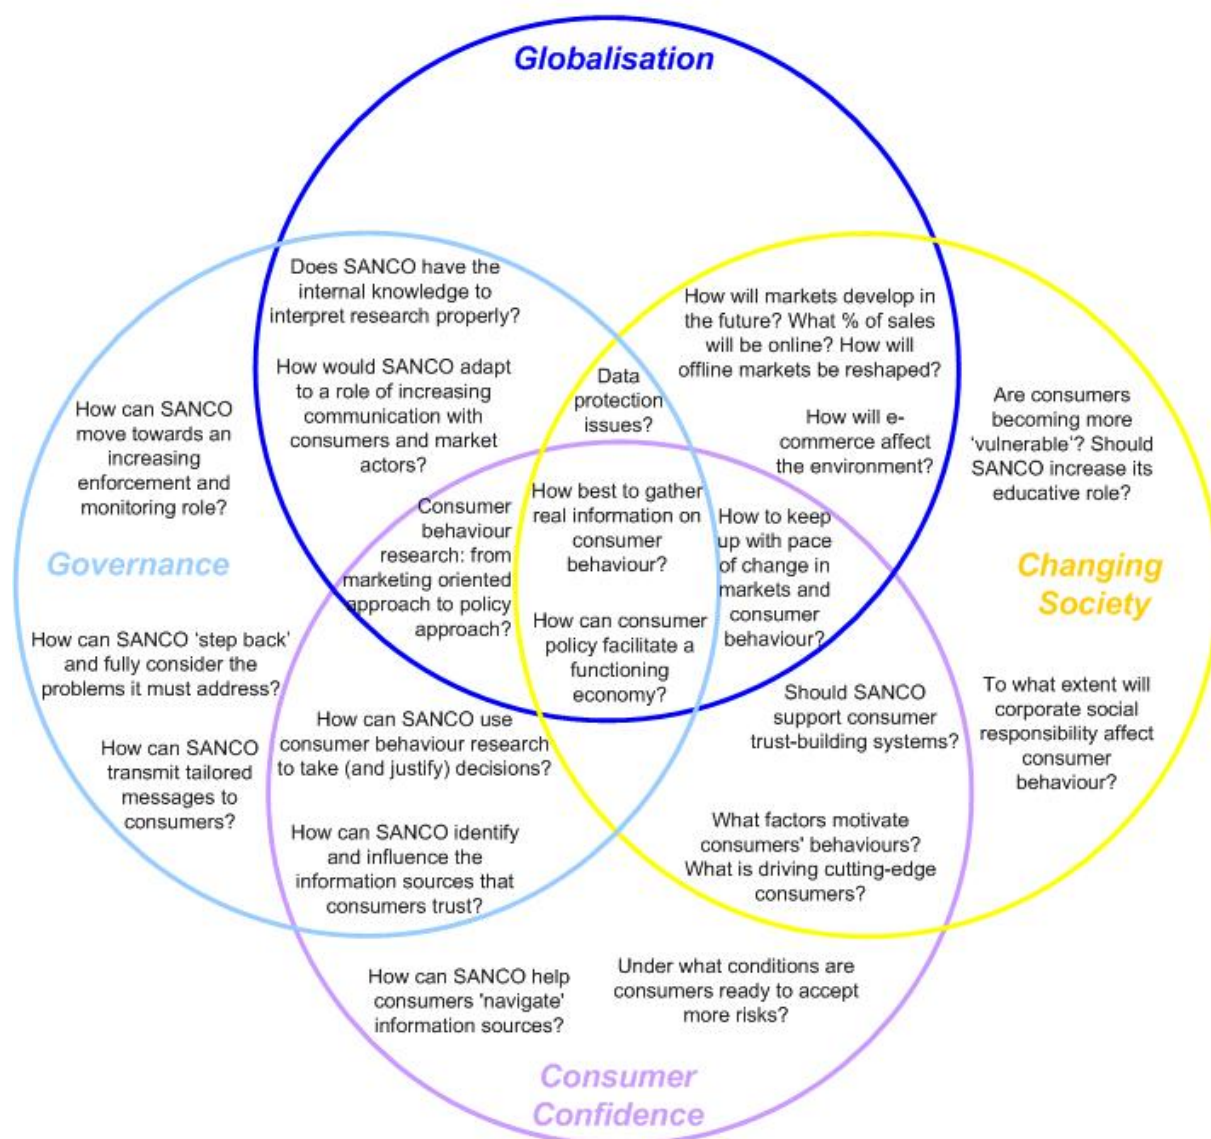 Globalisation
Does SANCO have the
internal knowledge to
interpret research properly?
How will markets develop in
the future? What % of sales
will be online? How will
offline markets be reshaped?
How would SANCO adapt
to a role of increasing
communication with
consumers and market
actors?
Data
protection
issues?
How can SANCO
move towards an
increasing
enforcement and
monitoring role?
Are consumers
becoming more
‘vulnerable‘? Should
SANCO increase its
educative role?
How will e-
commerce affect
the environment?
Consumer
behaviour
research: from
marketing oriented
approach to policy
approach?
How best to gather
real information on
consumer
behaviour?
How to keep
up with pace
of change in
markets and
consumer
behaviour?
Governance
Changing
Society
How can consumer
policy facilitate a
functioning
economy?
How can SANCO ‘step back’
and fully consider the
problems it must address?
Should SANCO
support consumer
trust-building systems?
To what extent will
corporate social
responsibility affect
consumer
behaviour?
How can SANCO use
consumer behaviour research
to take (and justify) decisions?
How can SANCO
transmit tailored
messages to
consumers?
What factors motivate
consumers' behaviours?
What is driving cutting-edge
consumers?
How can SANCO identify
and influence the
information sources that
consumers trust?
How can SANCO help
consumers 'navigate'
information sources?
Under what conditions are
consumers ready to accept
more risks?
Consumer
Confidence